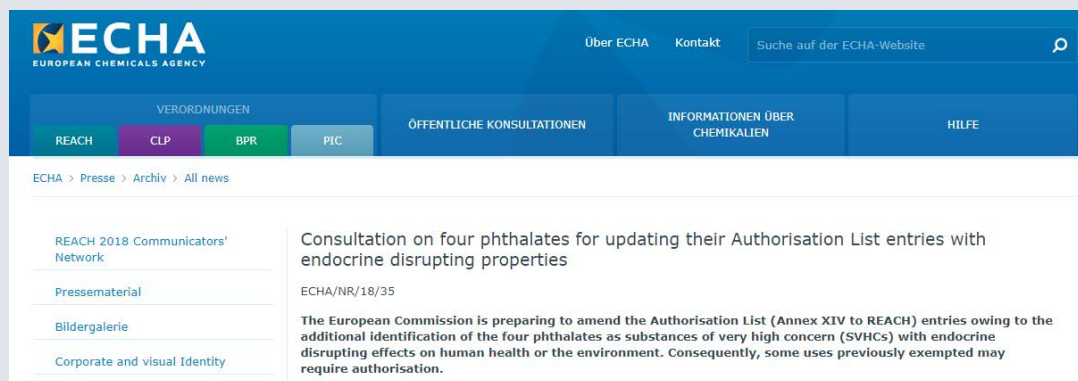 ECHA
EUROPEAN CHEMICALS AGENCY
Über ECHA Kontakt Suche auf der ECHA-Website
VERORDNUNGEN
REACH CLP BPR PIC
ÖFFENTLICHE KONSULTATIONEN
INFORMATIONEN ÜBER
CHEMIKALIEN
HILFE
ECHA > Presse > Archiv > All news
REACH 2018 Communicators'
Network
Pressematerial
Bildergalerie
Corporate and visual Identity
Consultation on four phthalates for updating their Authorisation List entries with
endocrine disrupting properties
ECHA/NR/18/35
The European Commission is preparing to amend the Authorisation List (Annex XIV to REACH) entries owing to the
additional identification of the four phthalates as substances of very high concern (SVHCs) with endocrine
disrupting effects on human health or the environment. Consequently, some uses previously exempted may
require authorisation.